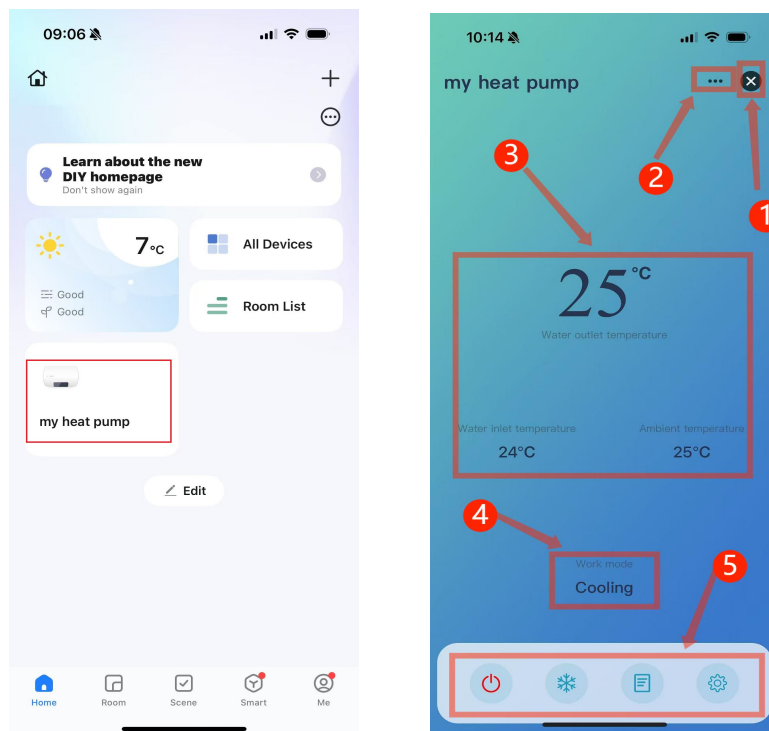 09:06
Learn about the new
DIY homepage
Don't show again
7°C
Good
Good
All Devices
Room List
my heat pump
Edit
Home
Room
Scene
Smart
Me
10:14
my heat pump
1
2
3
25°C
Water outlet temperature
Water inlet temperature
24°C
Ambient temperature
25°C
4
Work mode
Cooling
5